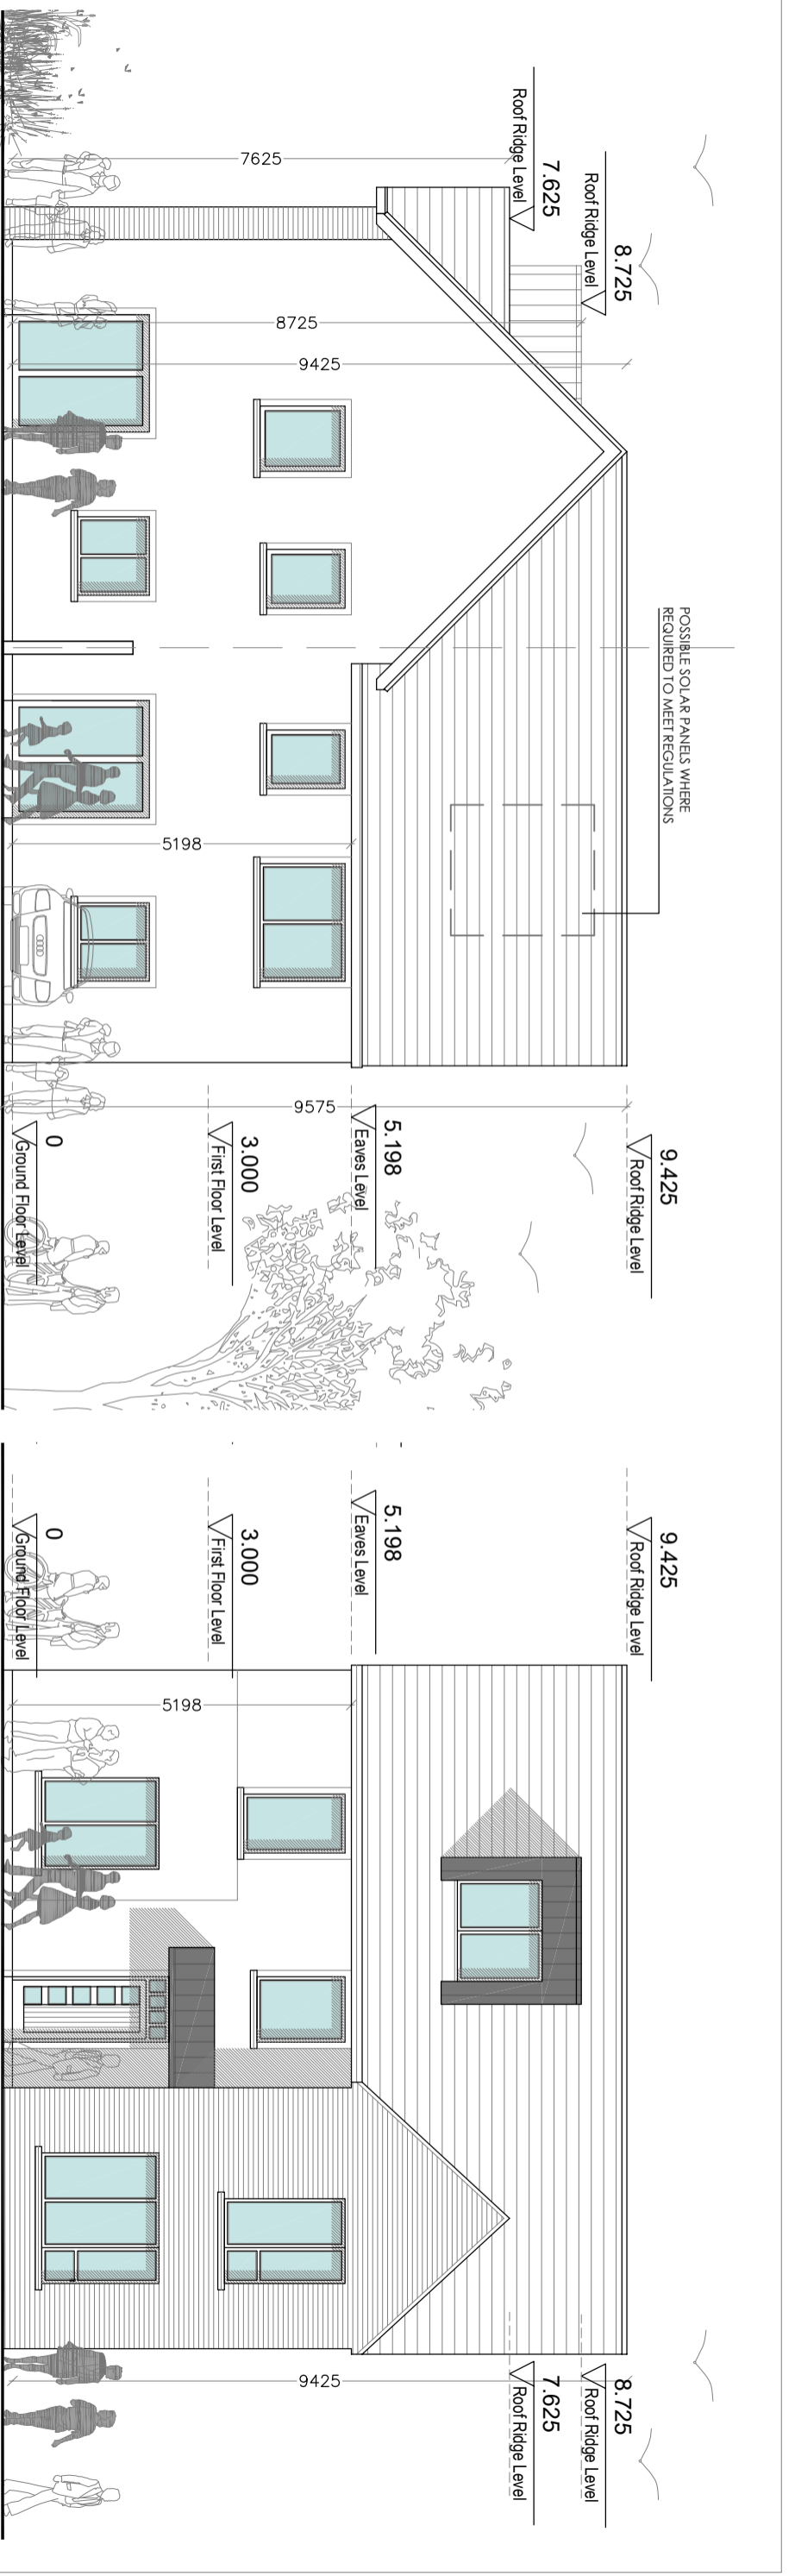 7.625
Roof Ridge Level
8.725
Roof Ridge Level
7625
8725
9425
POSSIBLE SOLAR PANELS WHERE
REQUIRED TO MEET REGULATIONS
5198
9575
9.425
Roof Ridge Level
5.198
Eaves Level
3.000
First Floor Level
0
Ground Floor Level
9.425
Roof Ridge Level
5.198
Eaves Level
3.000
First Floor Level
0
Ground Floor Level
5198
9425
8.725
Roof Ridge Level
7.625
Roof Ridge Level